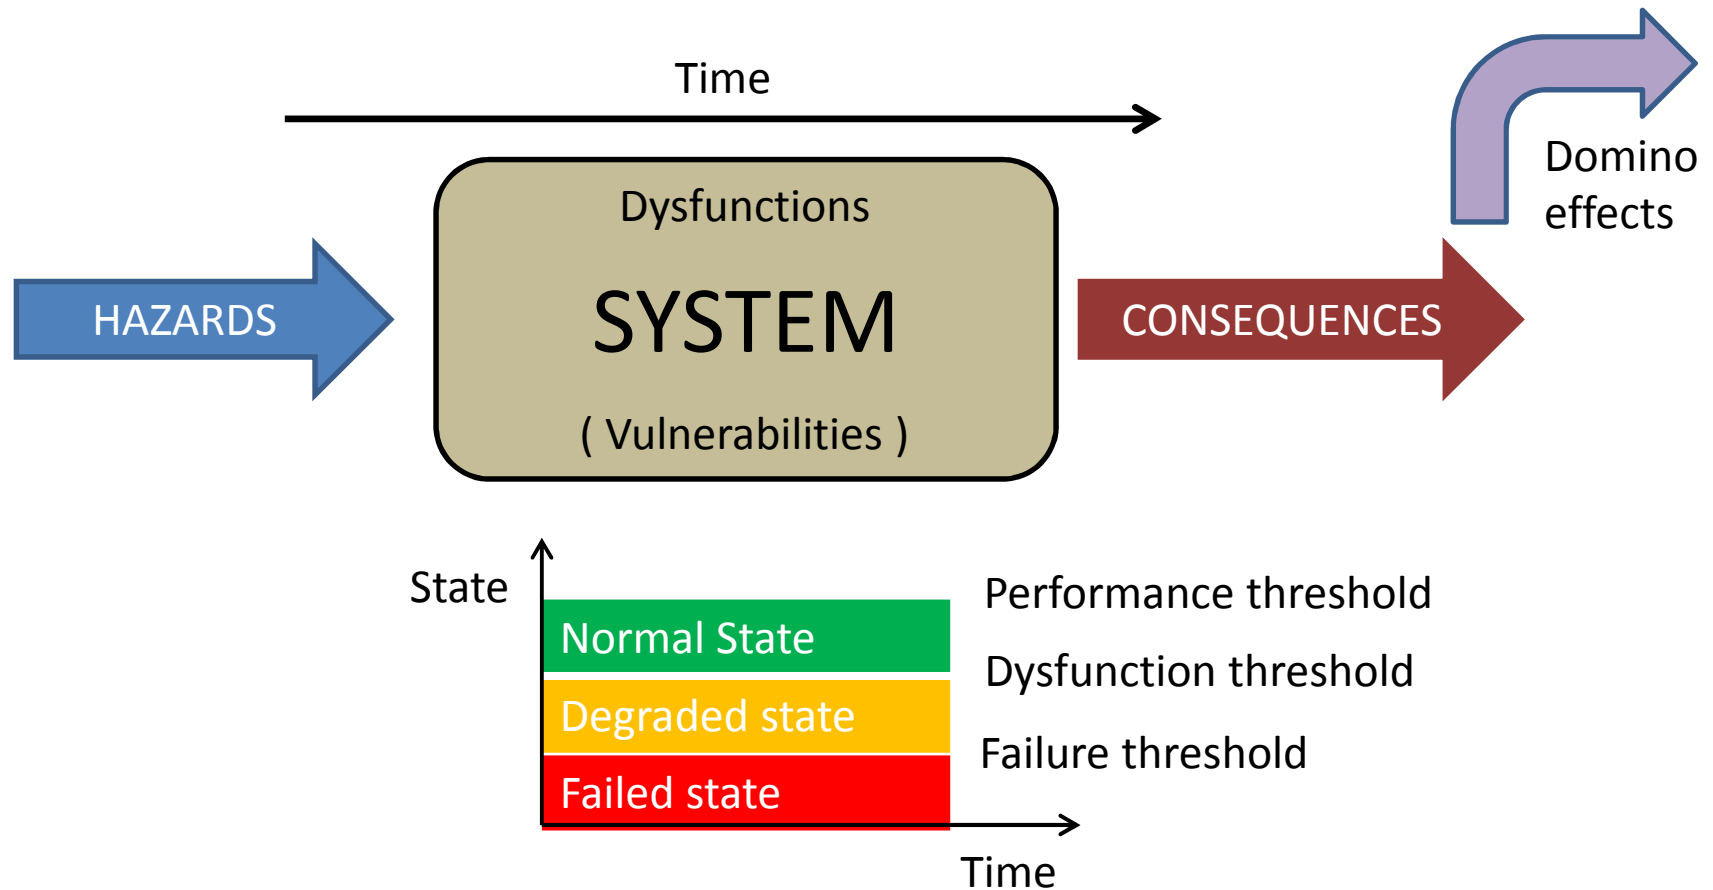 Time
Domino
effects
Dysfunctions
HAZARDS
SYSTEM
CONSEQUENCES
( Vulnerabilities )
State
Performance threshold
Normal State
Dysfunction threshold
Degraded state
Failure threshold
Failed state
Time